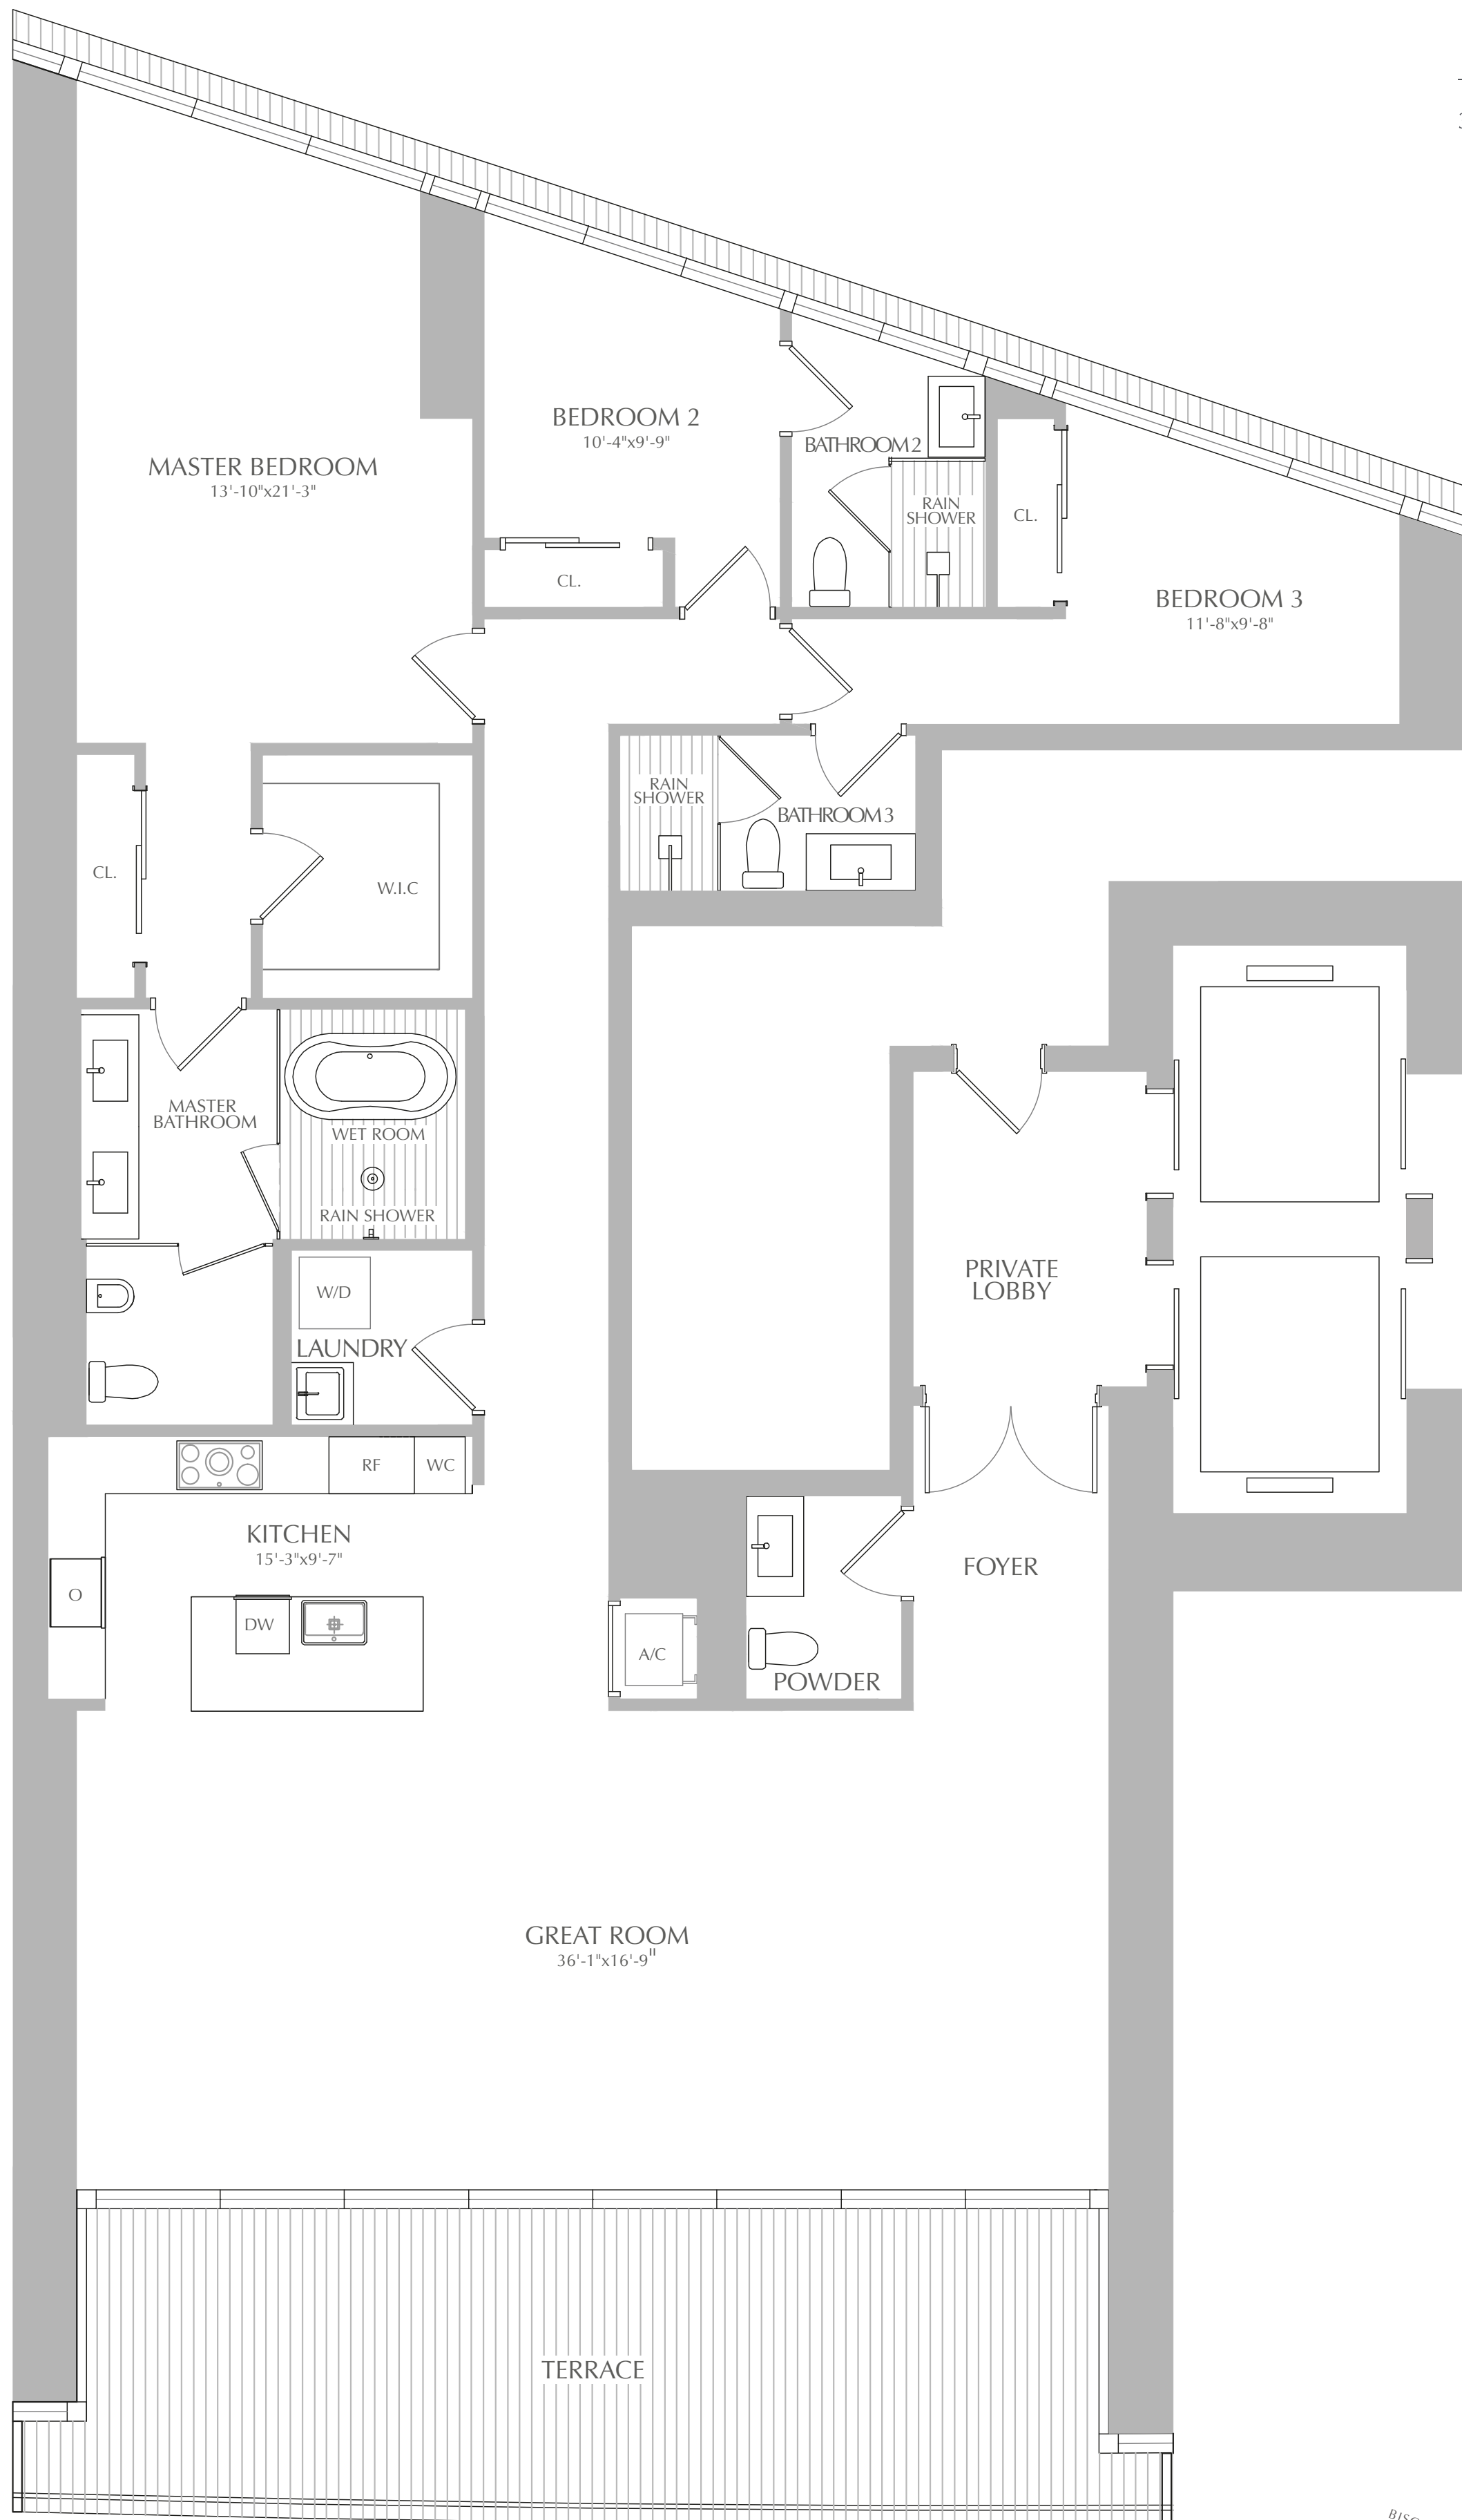 BEDROOM 2
10'-4"x9'-9"
BATHROOM 2
MASTER BEDROOM
13'-10"x21'-3"
RAIN
SHOWER
CL.
CL.
BEDROOM 3
11'-8"x9'-8"
RAIN
SHOWER
BATHROOM 3
CL.
W.I.C
MASTER
BATHROOM
WET ROOM
RAIN SHOWER
W/D
LAUNDRY
PRIVATE
LOBBY
RF
WC
KITCHEN
15'-3"x9'-7"
FOYER
O
DW
A/C
POWDER
GREAT ROOM
36'-1"x16'-9"
TERRACE